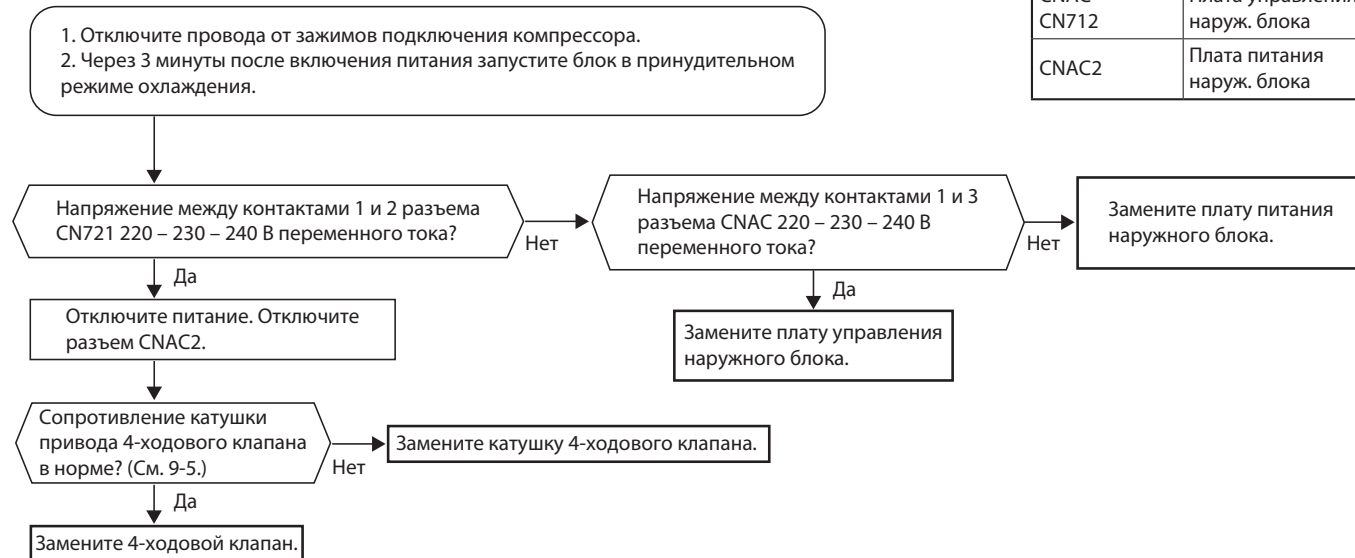 1. Отключите провода от зажимов подключения компрессора.
2. Через 3 минуты после включения питания запустите блок в принудительном
режиме охлаждения.
CN712
наруж. блока
CNAC2
Плата питания
наруж. блока
Напряжение между контактами 1 и 2 разъема
CN721 220 – 230 – 240 В переменного тока?
Нет
Напряжение между контактами 1 и 3
разъема CNAC 220 – 230 – 240 В
переменного тока?
Нет
Замените плату питания
наружного блока.
Да
Да
Отключите питание. Отключите
разъем CNAC2.
Замените плату управления
наружного блока.
Сопротивление катушки
привода 4-ходового клапана
в норме? (См. 9-5.)
Нет
Замените катушку 4-ходового клапана.
Да
Замените 4-ходовой клапан.